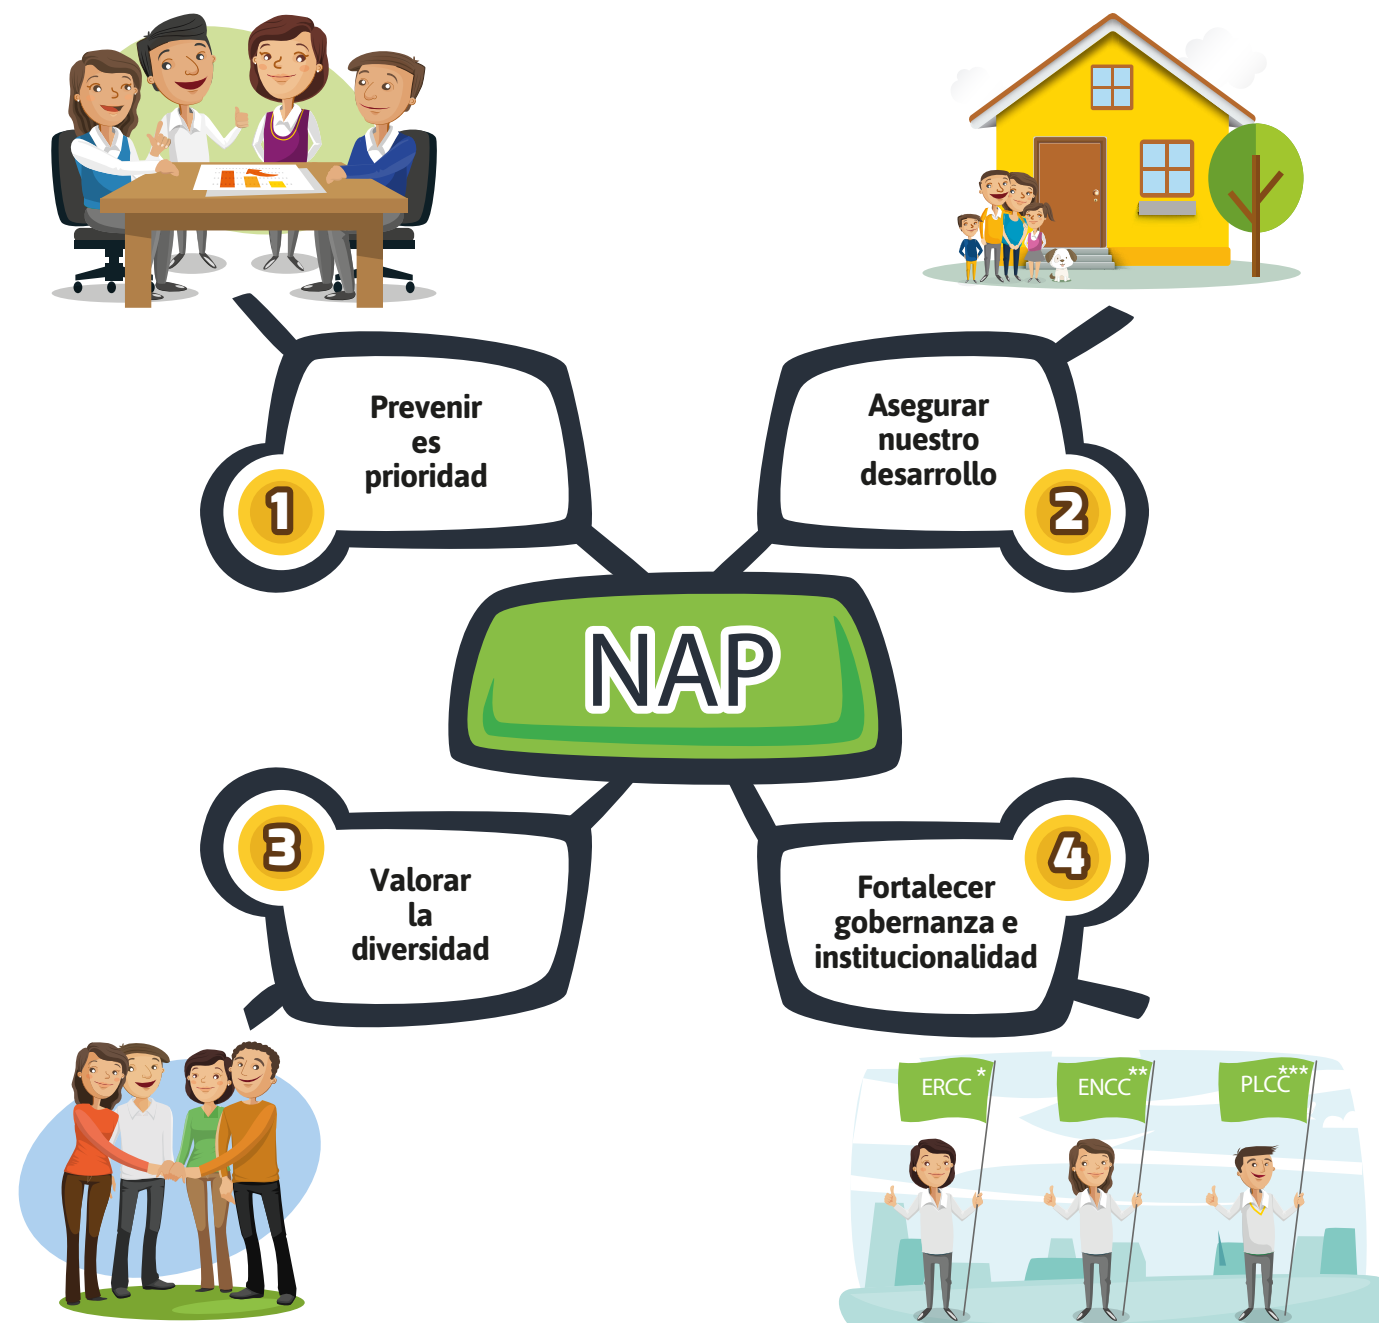 1
Prevenir
es
prioridad
2
Asegurar
nuestro
desarrollo
NAP
3
Valorar
la
diversidad
4
Fortalecer
gobernanza e
institucionalidad
ERCC *
ENCC **
PLCC ***